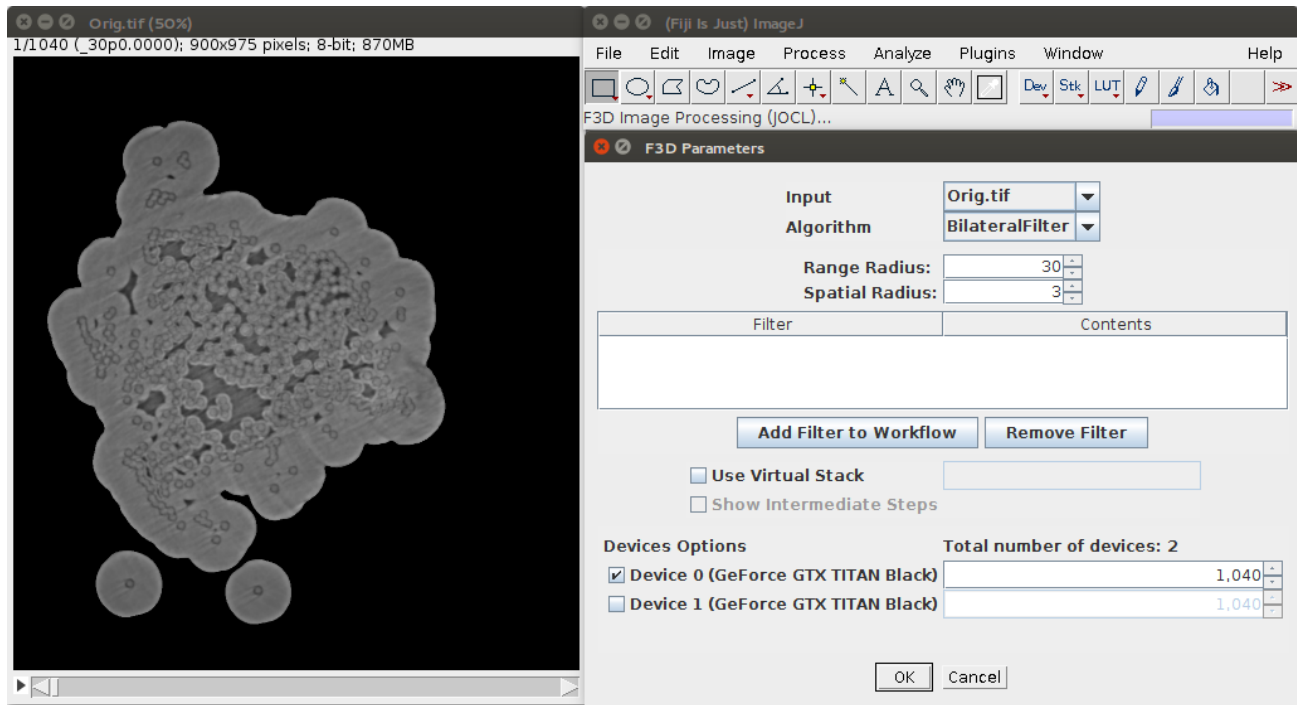 Orig.tif (50%)
1/1040 (_30p0.0000); 900x975 pixels; 8-bit; 870MB
(Fiji Is Just) ImageJ
File Edit Image Process Analyze Plugins Window Help
A Dev Stk LUT
F3D Image Processing (JOCL)...
F3D Parameters
Input Orig.tif
Algorithm BilateralFilter
Range Radius: 30
Spatial Radius: 3
Filter Contents
Add Filter to Workflow Remove Filter
Use Virtual Stack
Show Intermediate Steps
Devices Options Total number of devices: 2
Device 0 (GeForce GTX TITAN Black) 1,040
Device 1 (GeForce GTX TITAN Black) 1,040
OK Cancel